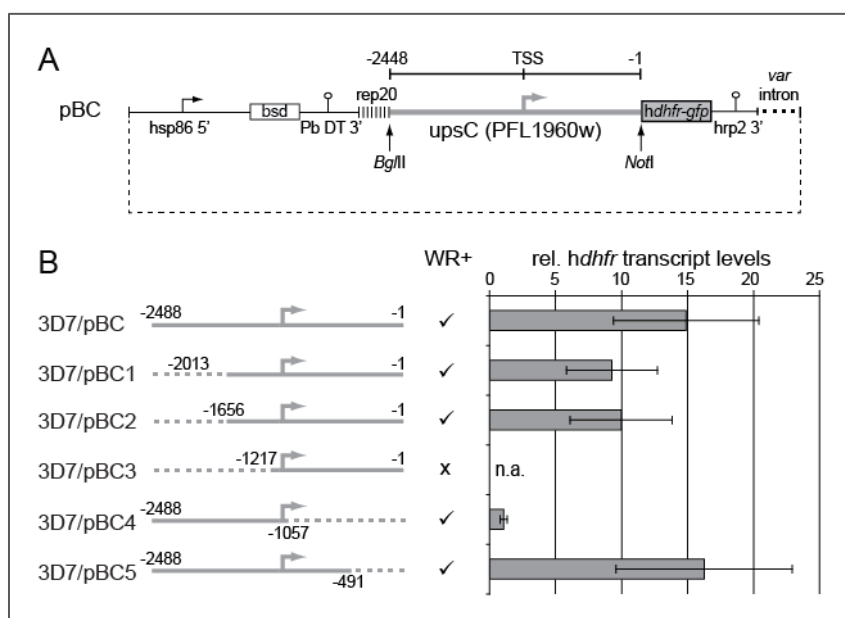 A
-2448 TSS -1
rep20
var
intron
pBC
bsd
hdhfr-gfp
hsp86 5' Pb DT 3' upsC (PFL1960w) hrp2 3'
BglII NotI
B
WR+ rel. hdhfr transcript levels
0 5 10 15 20 25
3D7/pBC -2488 -1 ✓
3D7/pBC1 -2013 -1 ✓
3D7/pBC2 -1656 -1 ✓
3D7/pBC3 -1217 -1 x n.a.
3D7/pBC4 -2488 -1057 ✓
3D7/pBC5 -2488 -491 ✓